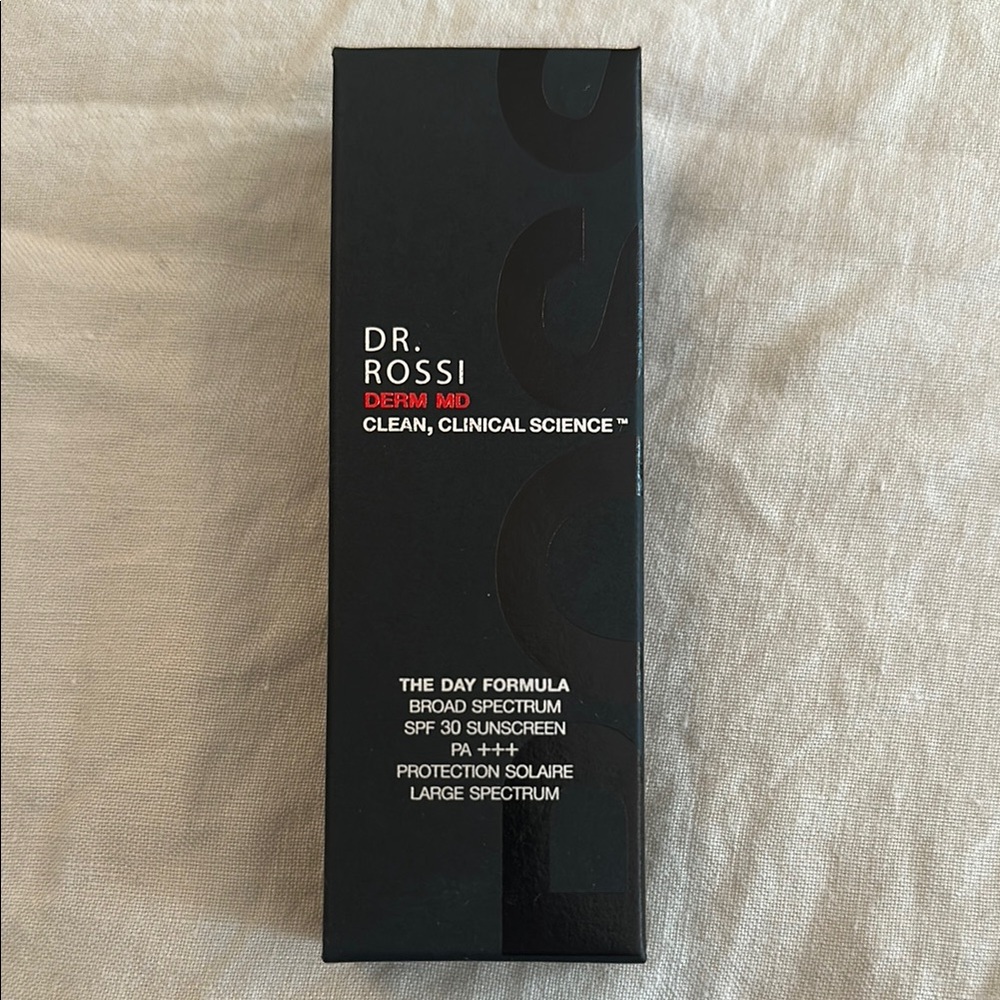 DR.
ROSSI
DERM MD
CLEAN, CLINICAL SCIENCE™
THE DAY FORMULA
BROAD SPECTRUM
SPF 30 SUNSCREEN
PA +++
PROTECTION SOLAIRE
LARGE SPECTRUM